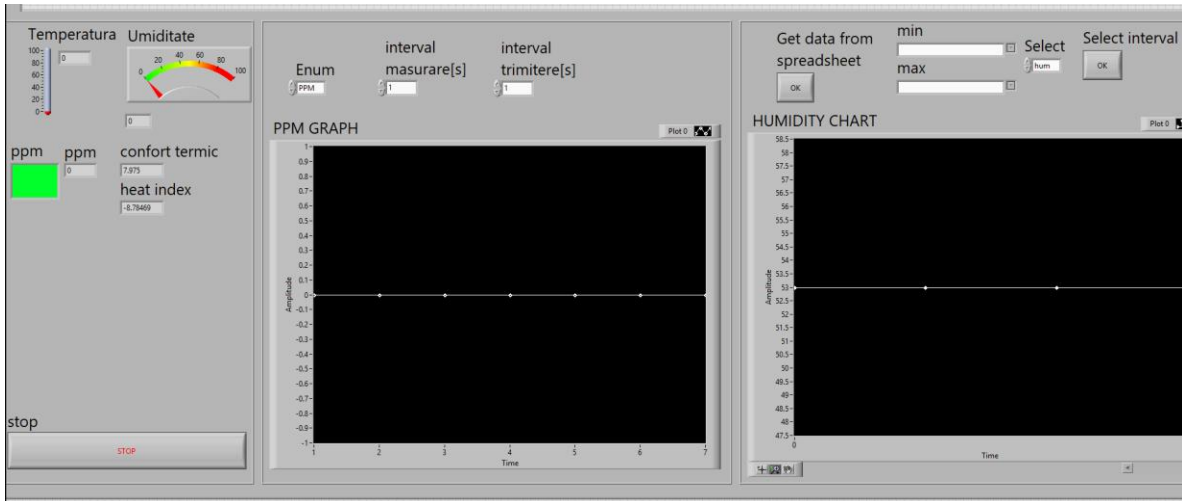 Temperatura
100-
80-
60-
40-
20-
0-
0
Umiditate
0
20
40
60
80
100
0
ppm
ppm
0
confort termic
7.975
heat index
-8.78469
stop
STOP
Enum
PPM
interval
masurare[s]
1
interval
trimitere[s]
1
PPM GRAPH
Plot 0
Amplitude
1-
0.9-
0.8-
0.7-
0.6-
0.5-
0.4-
0.3-
0.2-
0.1-
0-
-0.1-
-0.2-
-0.3-
-0.4-
-0.5-
-0.6-
-0.7-
-0.8-
-0.9-
-1-
1 2 3 4 5 6 7
Time
Get data from
spreadsheet
OK
min
max
Select
hum
Select interval
OK
HUMIDITY CHART
Plot 0
Amplitude
58.5-
58-
57.5-
57-
56.5-
56-
55.5-
55-
54.5-
54-
53.5-
53-
52.5-
52-
51.5-
51-
50.5-
50-
49.5-
49-
48.5-
48-
47.5-
0
Time